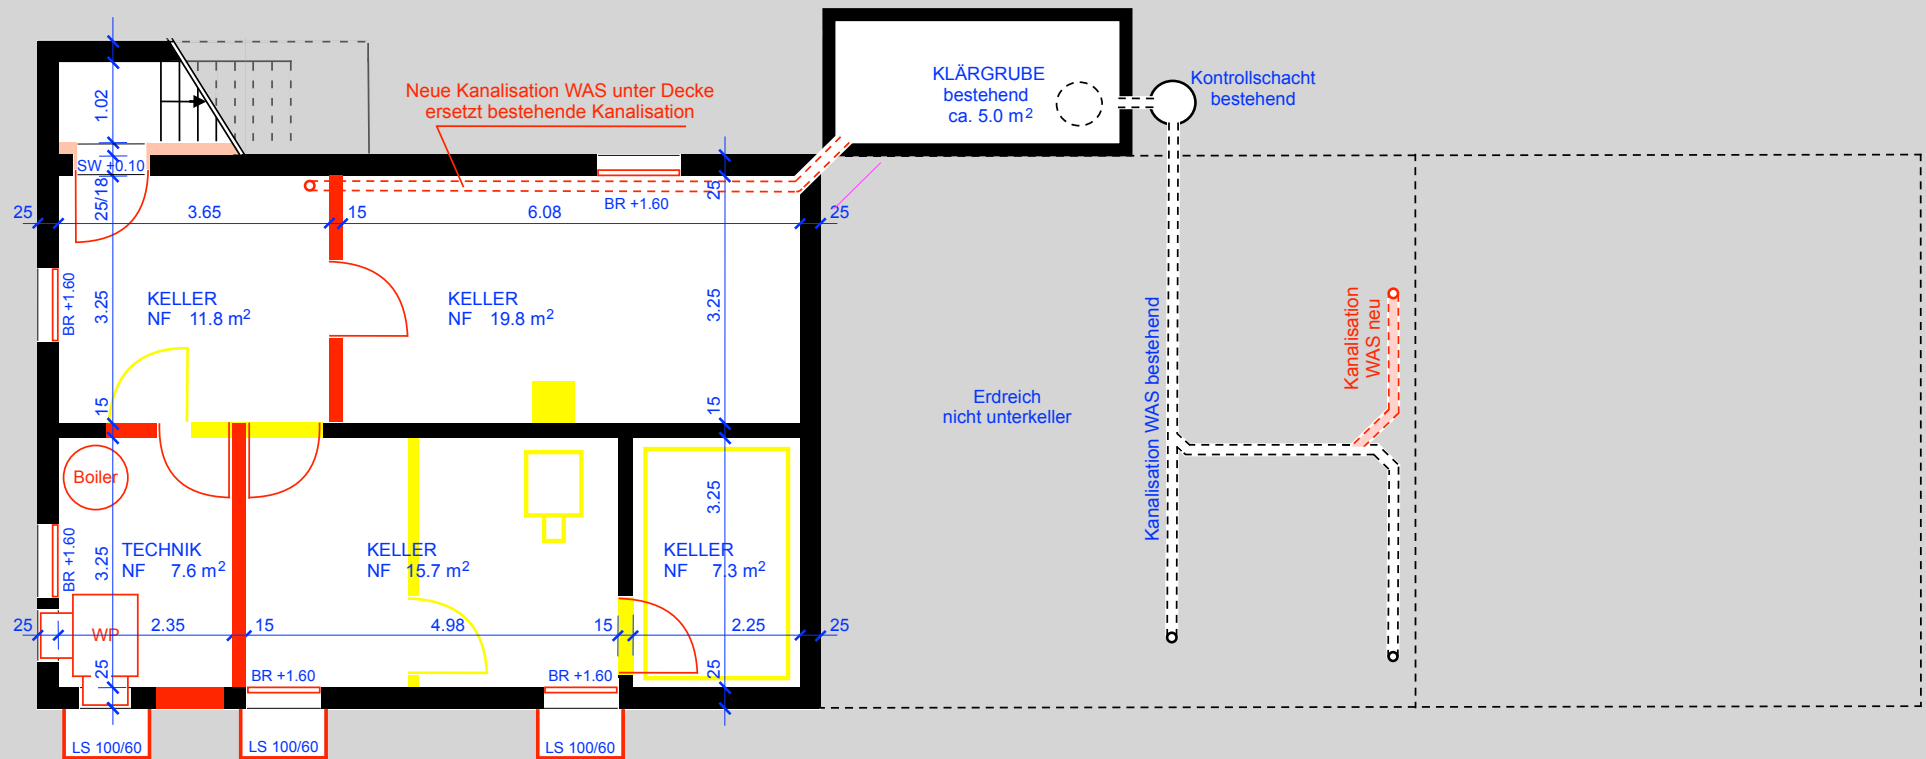 KLÄRGRUBE
bestehend
ca. 5.0 m²
Kontrollschacht
bestehend
Neue Kanalisation WAS unter Decke
ersetzt bestehende Kanalisation
1.02
SW +0.10
25/18
25
3.65
15
6.08
25
25
BR +1.60
BR +1.60
3.25
KELLER
NF 11.8 m²
KELLER
NF 19.8 m²
3.25
15
15
Erdreich
nicht unterkeller
Kanalisation WAS bestehend
Kanalisation
WAS neu
Boiler
BR +1.60
3.25
TECHNIK
NF 7.6 m²
KELLER
NF 15.7 m²
KELLER
NF 7.3 m²
3.25
25
WP
2.35
15
4.98
15
2.25
25
25
BR +1.60
BR +1.60
25
LS 100/60
LS 100/60
LS 100/60